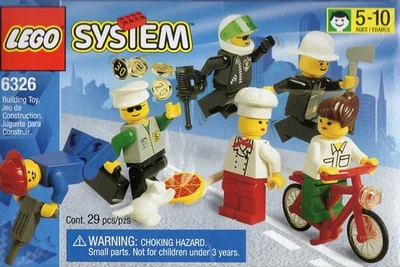 LEGO SYSTEM
5-10
AGES / EDADES
6326
Building Toy.
Jeu de
Construction.
Juguete para
Construir.
Cont. 29 pcs/pzs
WARNING: CHOKING HAZARD.
Small parts. Not for children under 3 years.